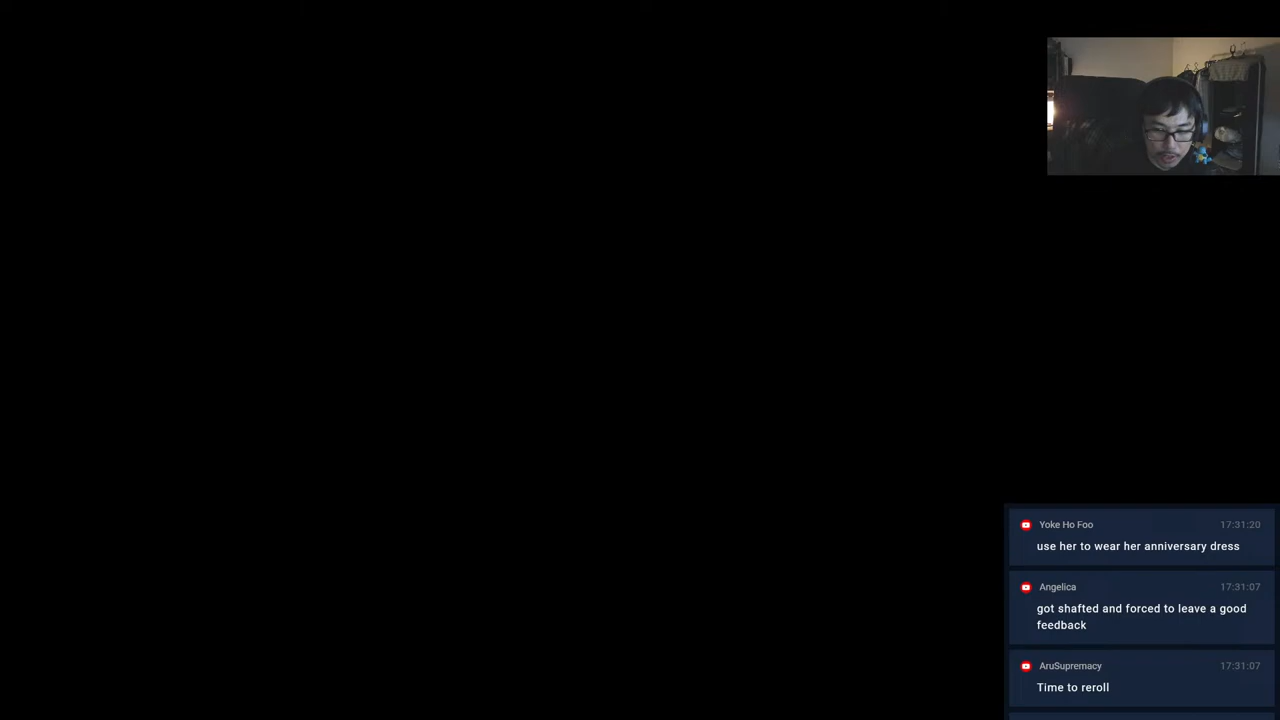 Yoke Ho Foo 17:31:20
use her to wear her anniversary dress
Angelica 17:31:07
got shafted and forced to leave a good
feedback
AruSupremacy 17:31:07
Time to reroll